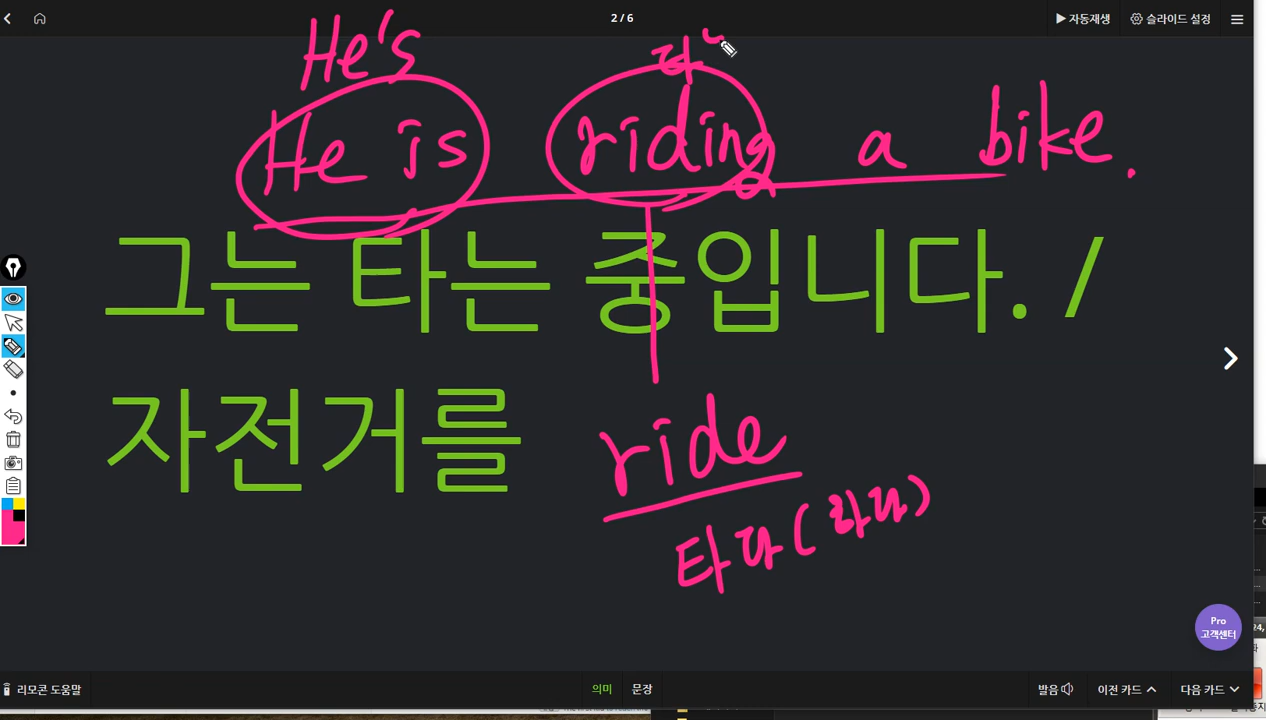 2 / 6
자동재생
슬라이드 설정
He's
He is riding a bike.
그는 타는 중입니다. /
자전거를
ride
타다(하다)
Pro
고객센터
리모콘 도움말
의미
문장
발음
이전 카드
다음 카드